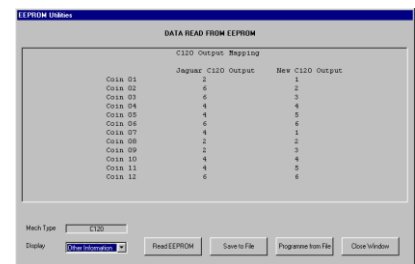 EEPROM Utilities
DATA READ FROM EEPROM
C120 Output Mapping
Jaguar C120 Output New C120 Output
Coin 01 2 1
Coin 02 6 2
Coin 03 6 3
Coin 04 4 4
Coin 05 4 5
Coin 06 6 6
Coin 07 4 1
Coin 08 2 2
Coin 09 2 3
Coin 10 4 4
Coin 11 4 5
Coin 12 6 6
Mech Type C120
Display Other Information Read EEPROM Save to File Programme from File Close Window